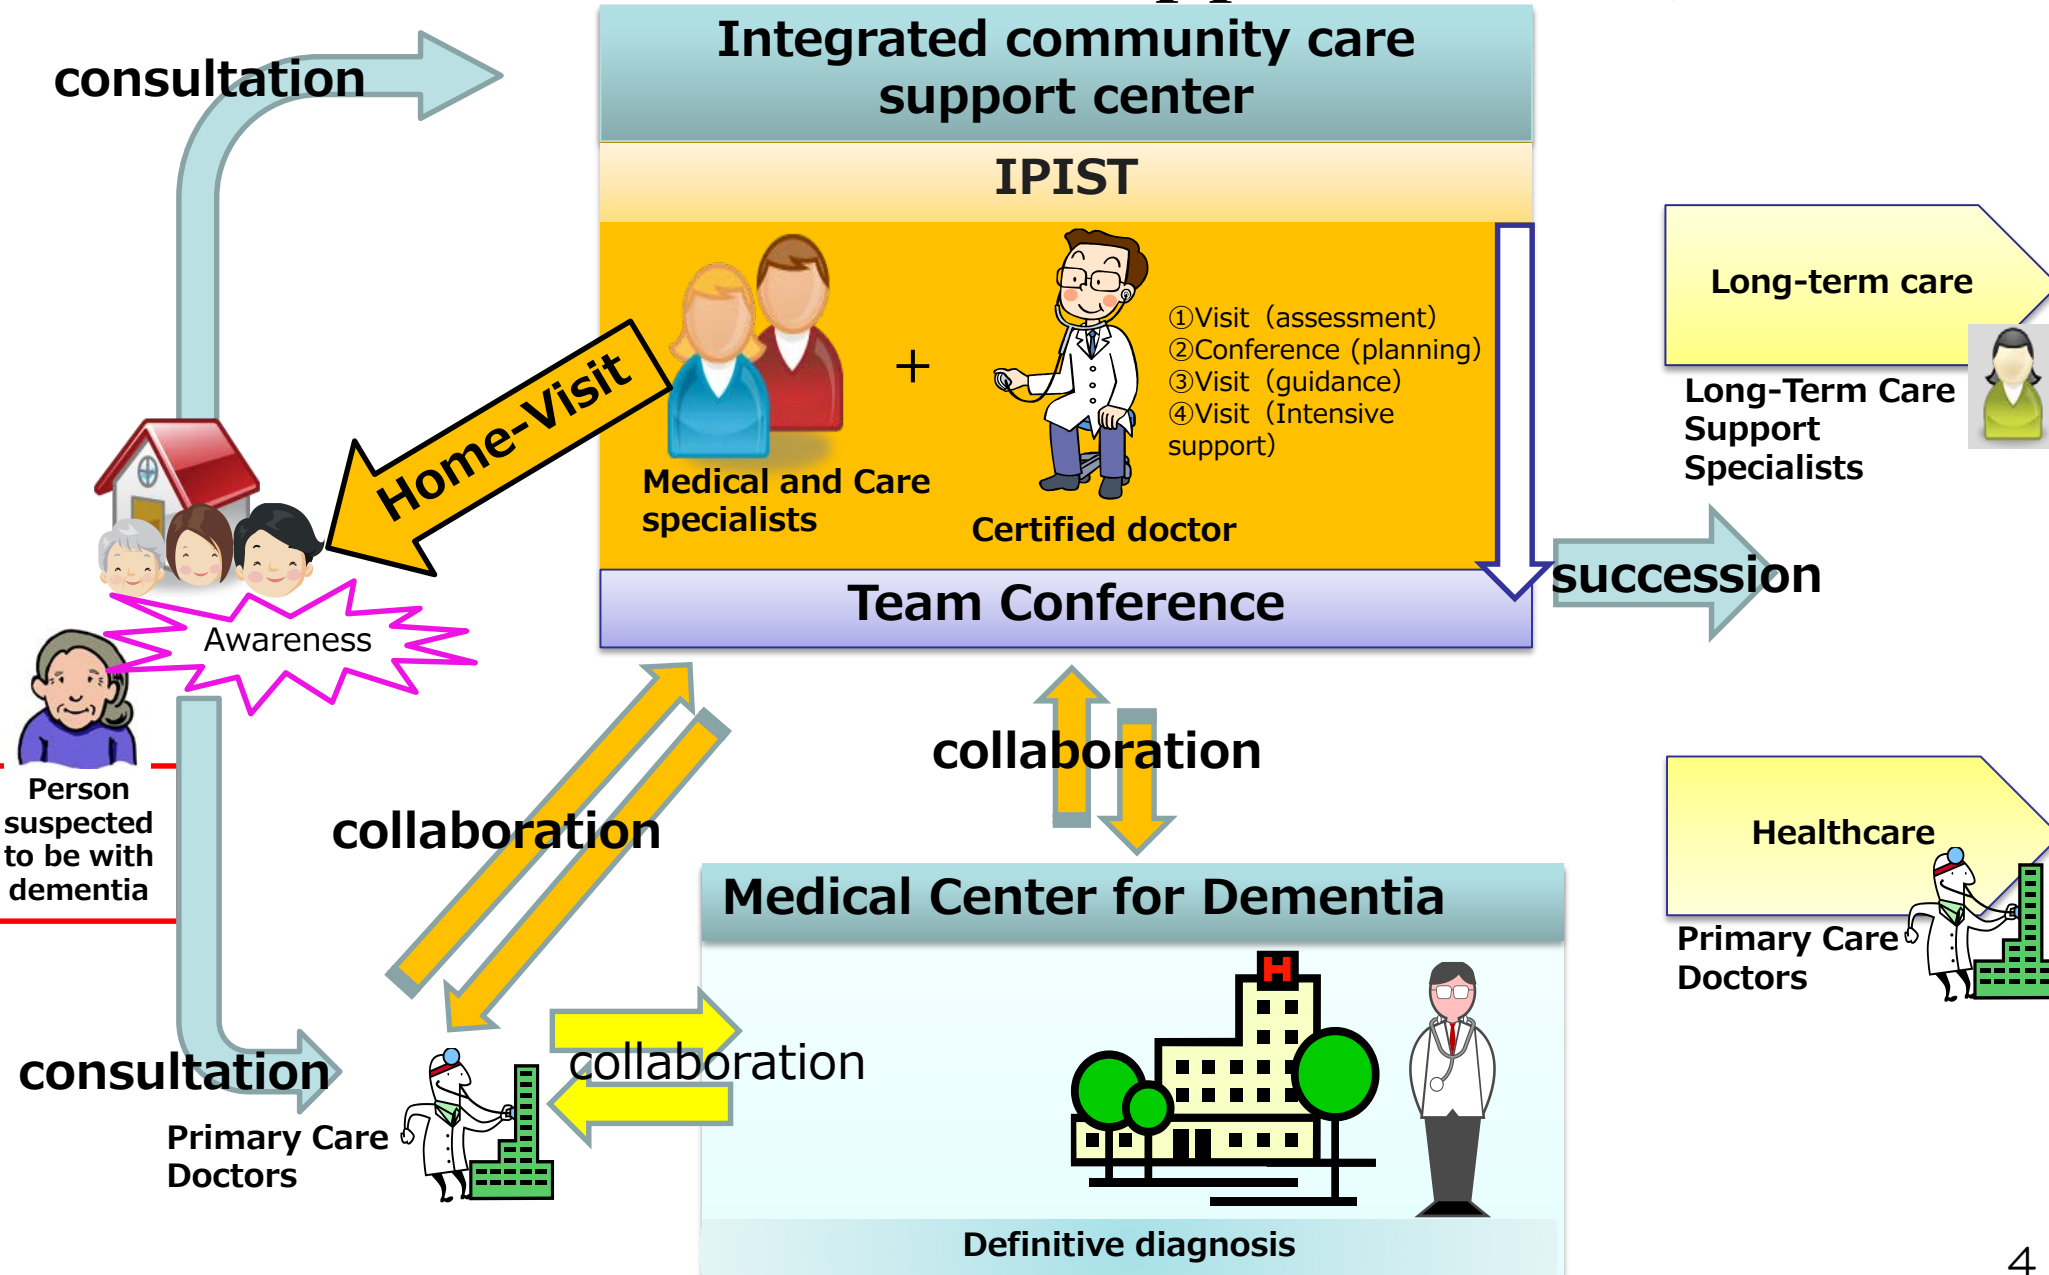 consultation
Integrated community care
support center
IPIST
①Visit（assessment）
②Conference (planning）
③Visit（guidance）
④Visit（Intensive
support）
+
Medical and Care
specialists
Certified doctor
Home-Visit
Team Conference
Long-term care
Long-Term Care
Support
Specialists
succession
Awareness
Person
suspected
to be with
dementia
collaboration
collaboration
Healthcare
Primary Care
Doctors
Medical Center for Dementia
H
collaboration
consultation
Primary Care
Doctors
Definitive diagnosis
4